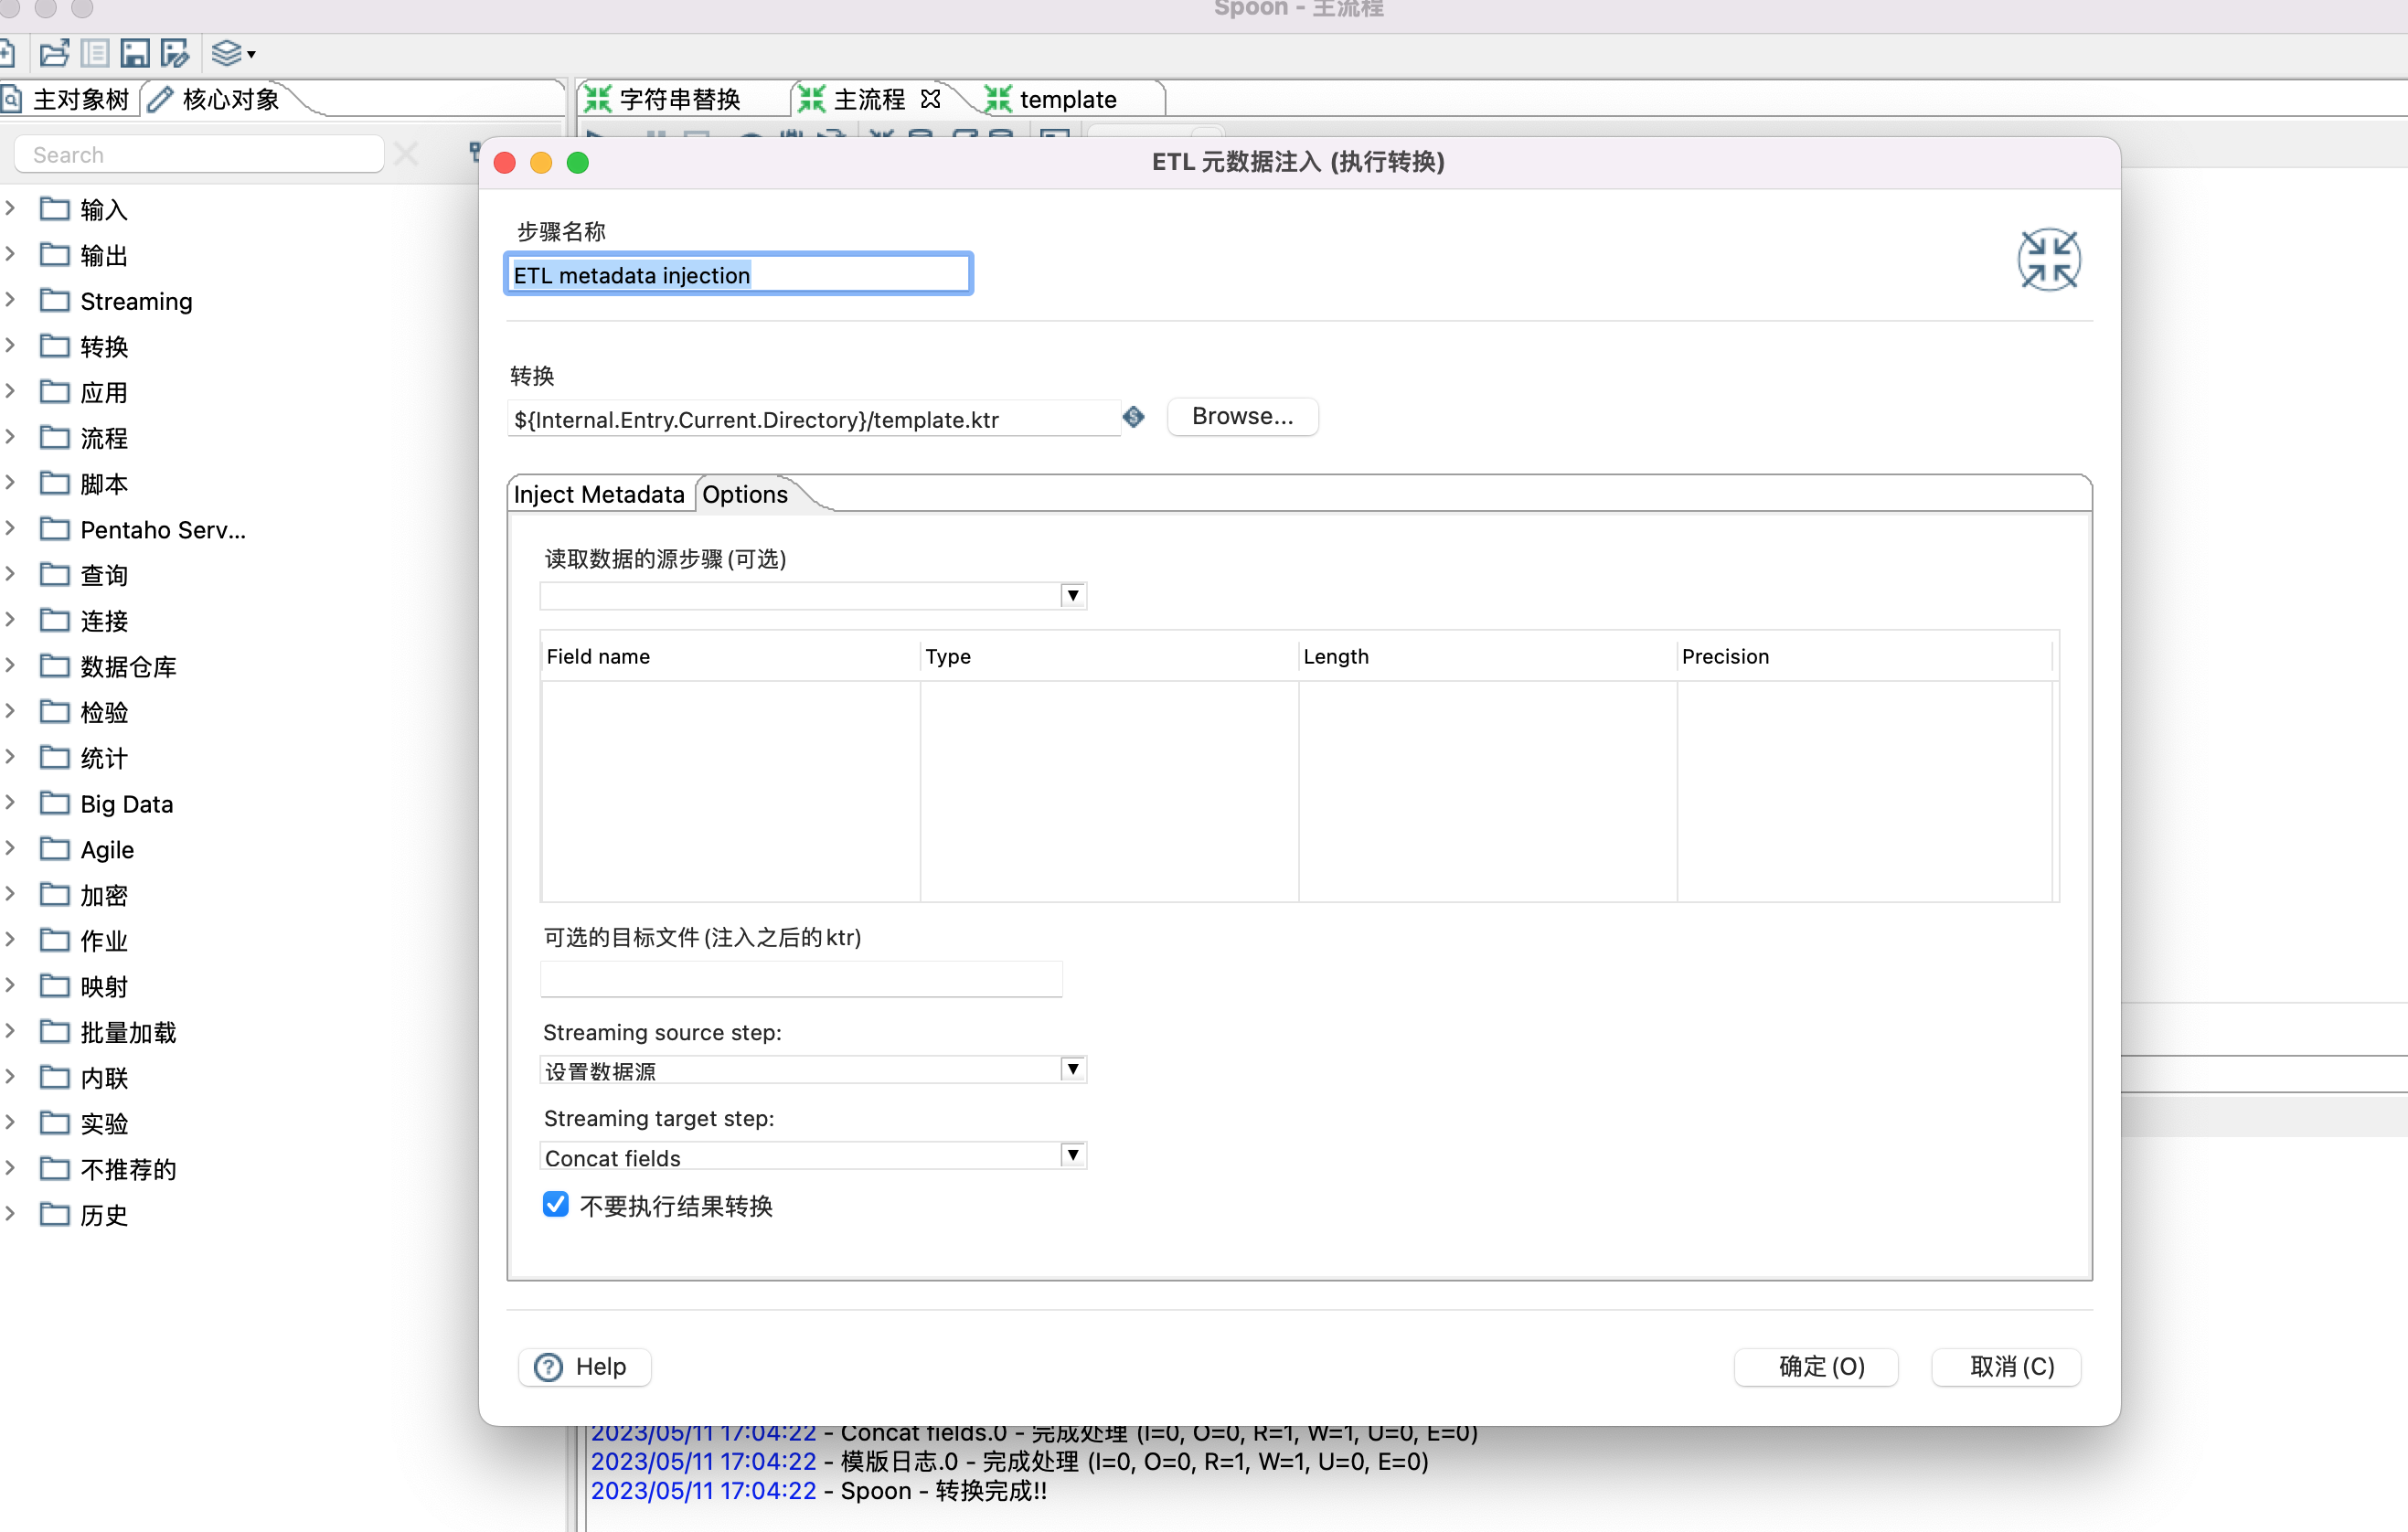 Spoon - 主流程
主对象树
核心对象
字符串替换
主流程
template
Search
输入
输出
Streaming
转换
应用
流程
脚本
Pentaho Serv...
查询
连接
数据仓库
检验
统计
Big Data
Agile
加密
作业
映射
批量加载
内联
实验
不推荐的
历史
ETL 元数据注入 (执行转换)
步骤名称
ETL metadata injection
转换
${Internal.Entry.Current.Directory}/template.ktr
Browse...
Inject Metadata
Options
读取数据的源步骤(可选)
Field name
Type
Length
Precision
可选的目标文件(注入之后的ktr)
Streaming source step:
设置数据源
Streaming target step:
Concat fields
不要执行结果转换
Help
确定(O)
取消(C)
2023/05/11 17:04:22 - Concat fields.0 - 完成处理 (I=0, O=0, R=1, W=1, U=0, E=0)
2023/05/11 17:04:22 - 模版日志.0 - 完成处理 (I=0, O=0, R=1, W=1, U=0, E=0)
2023/05/11 17:04:22 - Spoon - 转换完成!!